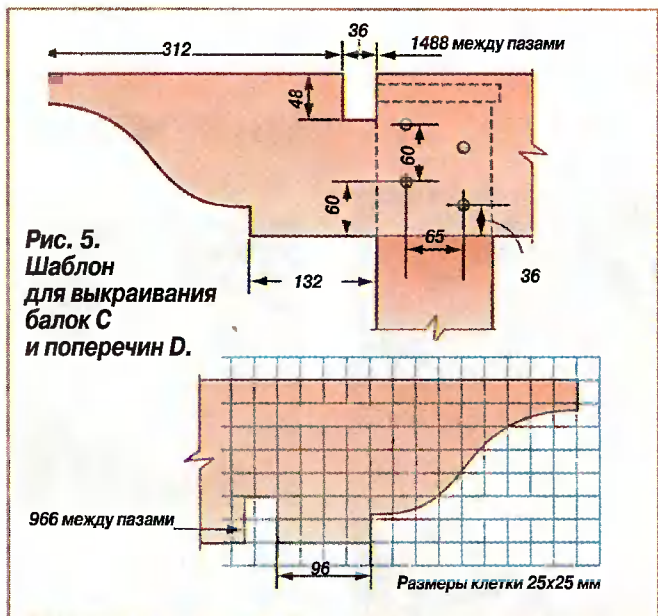 312
36
1488 между пазами
48
60
60
65
36
132
Рис. 5.
Шаблон
для выкраивания
балок С
и поперечин D.
966 между пазами
96
Размеры клетки 25х25 мм